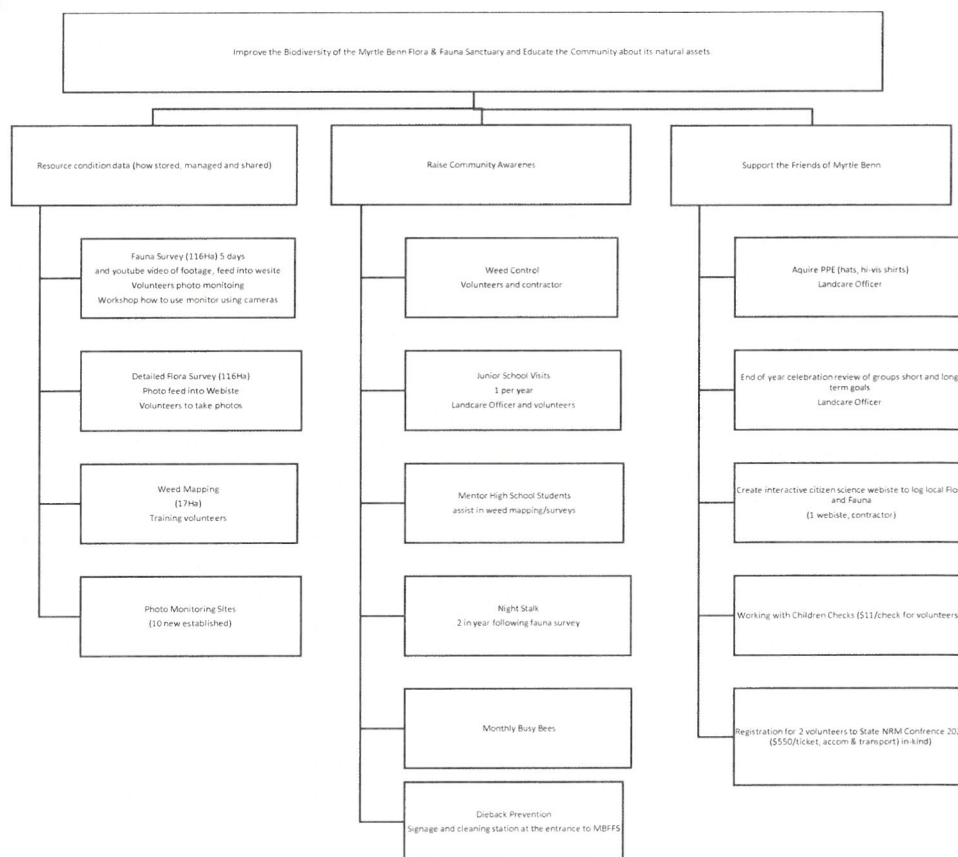 Improve the Biodiversity of the Myrtle Benn Flora & Fauna Sanctuary and Educate the Community about its natural assets
Resource condition data (how stored, managed and shared)
Fauna Survey (116Ha) 5 days
and youtube video of footage, feed into wesite
Volunteers photo monitoing
Workshop how to use monitor using cameras
Detailed Flora Survey (116Ha)
Photo feed into Webiste
Volunteers to take photos
Weed Mapping
(17Ha)
Training volunteers
Photo Monitoring Sites
(10 new established)
Raise Community Awarenes
Weed Control
Volunteers and contractor
Junior School Visits
1 per year
Landcare Officer and volunteers
Mentor High School Students
assist in weed mapping/surveys
Night Stalk
2 in year following fauna survey
Monthly Busy Bees
Dieback Prevention
Signage and cleaning station at the entrance to MBFFS
Support the Friends of Myrtle Benn
Aquire PPE (hats, hi-vis shirts)
Landcare Officer
End of year celebration review of groups short and long
term goals
Landcare Officer
Create interactive citizen science webiste to log local
and Fauna
(1 webiste, contractor)
Working with Children Checks ($11/check for volunteers
Registration for 2 volunteers to State NRM Confrence
($550/ticket, accom & transport) in-kind)